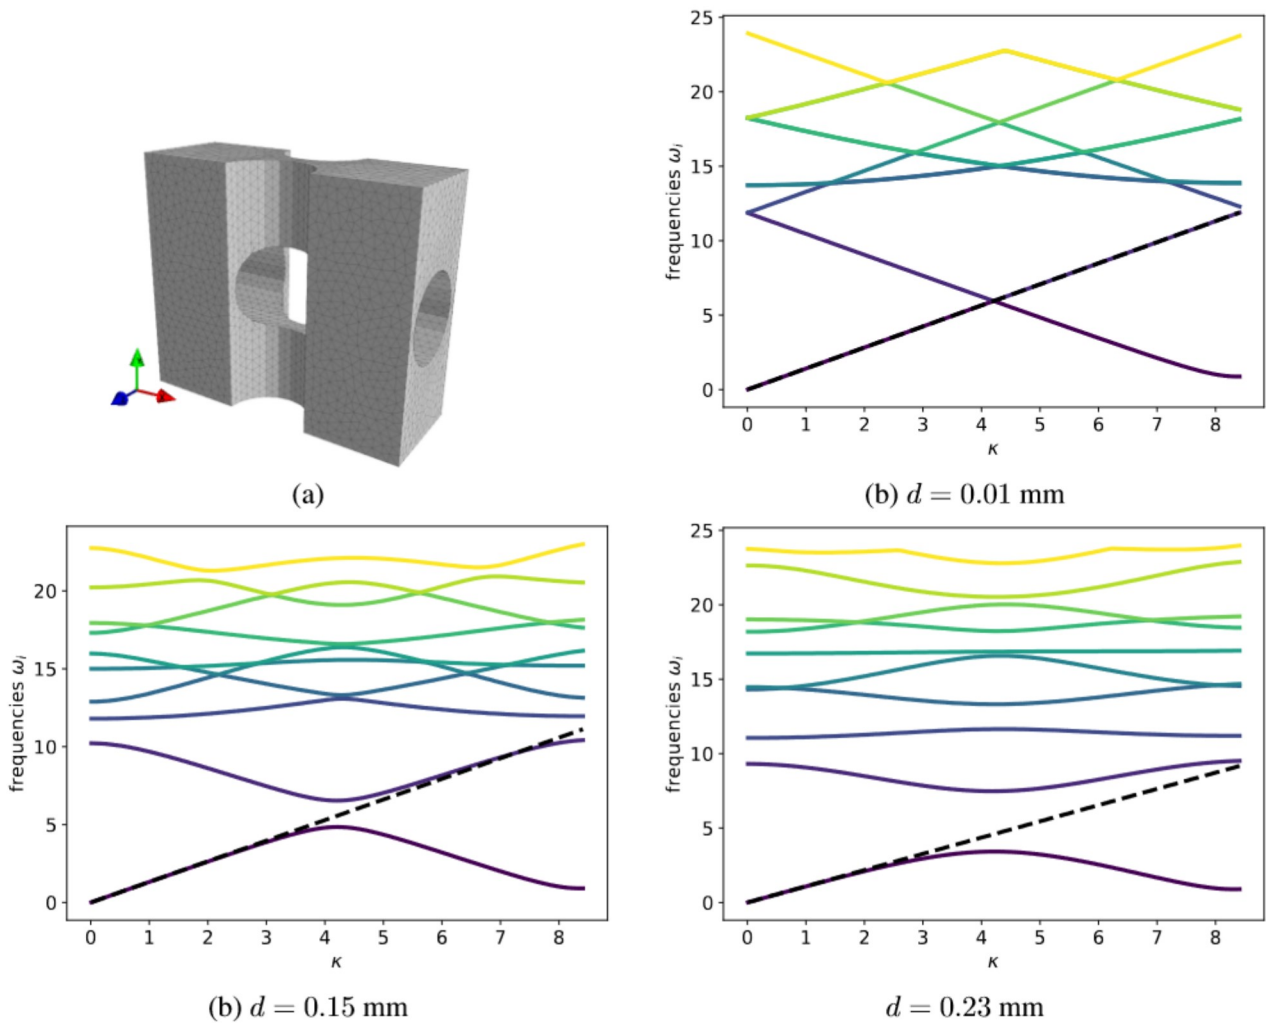 25
20
15
10
5
0
frequencies ωᵢ
0 1 2 3 4 5 6 7 8
κ
(a)
(b) d = 0.01 mm
20
15
10
5
0
frequencies ωᵢ
0 1 2 3 4 5 6 7 8
κ
25
20
15
10
5
0
frequencies ωᵢ
0 1 2 3 4 5 6 7 8
κ
(b) d = 0.15 mm
d = 0.23 mm